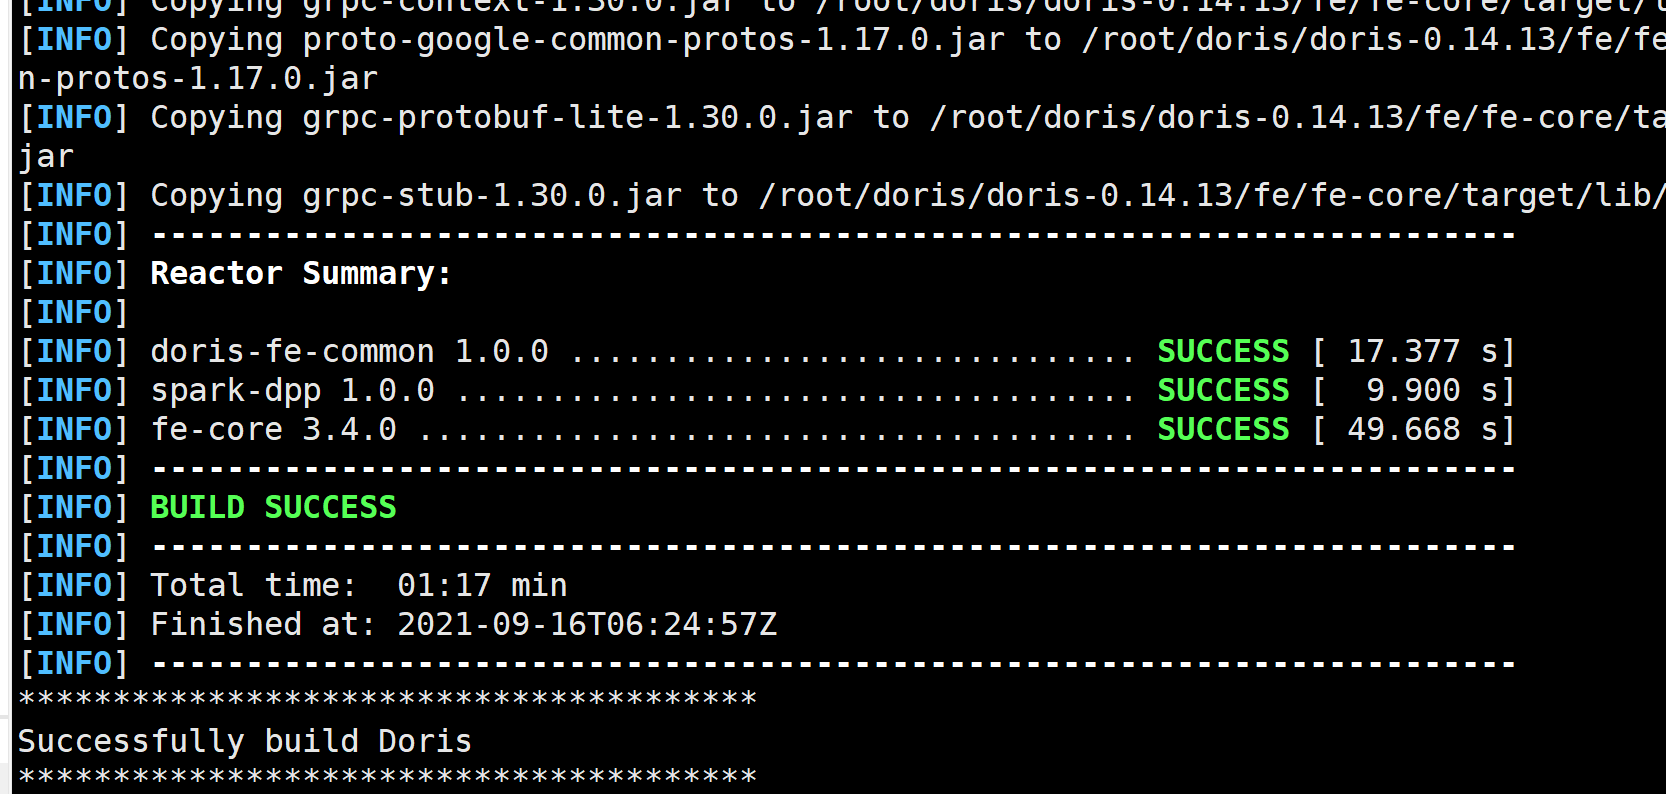 [INFO] Copying grpc-context-1.30.0.jar to /root/doris/doris-0.14.13/fe/fe-core/target/l
[INFO] Copying proto-google-common-protos-1.17.0.jar to /root/doris/doris-0.14.13/fe/fe
n-protos-1.17.0.jar
[INFO] Copying grpc-protobuf-lite-1.30.0.jar to /root/doris/doris-0.14.13/fe/fe-core/ta
jar
[INFO] Copying grpc-stub-1.30.0.jar to /root/doris/doris-0.14.13/fe/fe-core/target/lib/
[INFO] ------------------------------------------------------------------------
[INFO] Reactor Summary:
[INFO]
[INFO] doris-fe-common 1.0.0 .............................. SUCCESS [ 17.377 s]
[INFO] spark-dpp 1.0.0 .................................... SUCCESS [  9.900 s]
[INFO] fe-core 3.4.0 ...................................... SUCCESS [ 49.668 s]
[INFO] ------------------------------------------------------------------------
[INFO] BUILD SUCCESS
[INFO] ------------------------------------------------------------------------
[INFO] Total time:  01:17 min
[INFO] Finished at: 2021-09-16T06:24:57Z
[INFO] ------------------------------------------------------------------------
***************************************
Successfully build Doris
***************************************